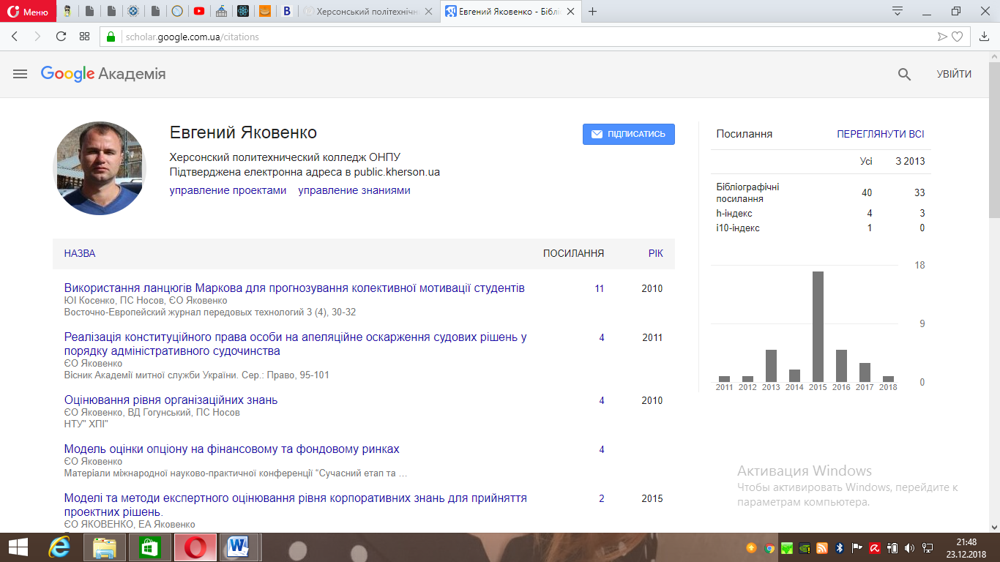 Меню
Херсонський політехнічн
Евгений Яковенко - Бібліо
scholar.google.com.ua/citations
Google Академія
УВІЙТИ
Евгений Яковенко
ПІДПИСАТИСЬ
Херсонский политехнический колледж ОНПУ
Підтверджена електронна адреса в public.kherson.ua
управление проектами управление знаниями
Посилання ПЕРЕГЛЯНУТИ ВСІ
Усі З 2013
Бібліографічні
посилання 40 33
h-індекс 4 3
i10-індекс 1 0
18
9
0
2011 2012 2013 2014 2015 2016 2017 2018
НАЗВА ПОСИЛАННЯ РІК
Використання ланцюгів Маркова для прогнозування колективної мотивації студентів 11 2010
ЮІ Косенко, ПС Носов, ЄО Яковенко
Восточно-Европейский журнал передовых технологий 3 (4), 30-32
Реалізація конституційного права особи на апеляційне оскарження судових рішень у 4 2011
порядку адміністративного судочинства
ЄО Яковенко
Вісник Академії митної служби України. Сер.: Право, 95-101
Оцінювання рівня організаційних знань 4 2010
ЄО Яковенко, ВД Гогунський, ПС Носов
НТУ" ХПІ"
Модель оцінки опціону на фінансовому та фондовому ринках 4
ЄО Яковенко
Матеріали міжнародної науково-практичної конференції “Сучасний етап та ...
Моделі та методи експертного оцінювання рівня корпоративних знань для прийняття 2 2015
проектних рішень.
ЄО ЯКОВЕНКО, ЕА Яковенко
Активация Windows
Чтобы активировать Windows, перейдите к
параметрам компьютера.
21:48
23.12.2018